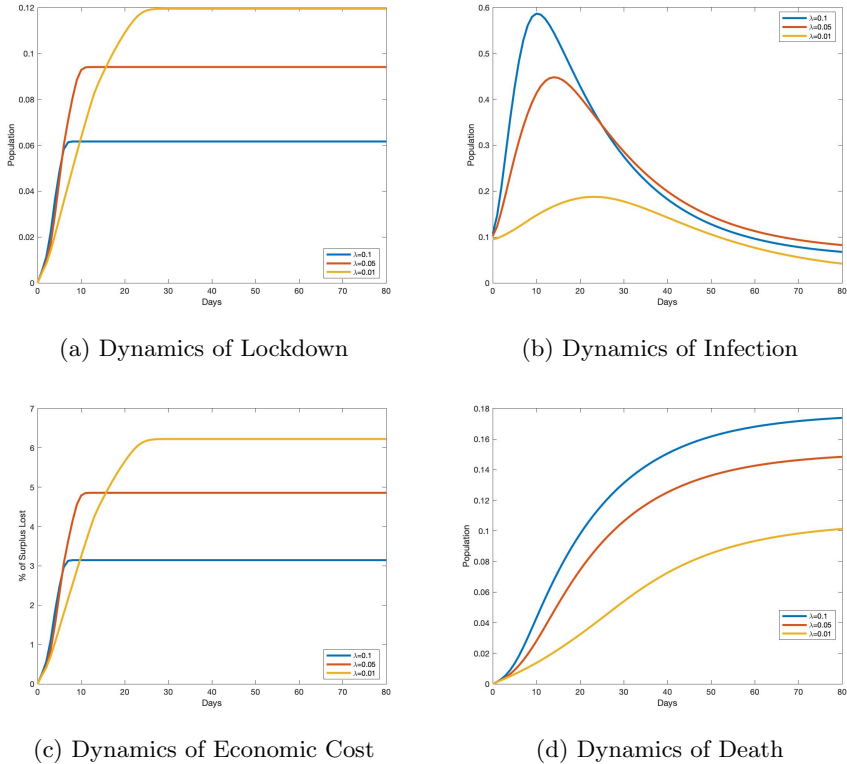 0.12
0.1
0.08
0.06
0.04
0.02
0
Population
0 10 20 30 40 50 60 70 80
Days
λ=0.1
λ=0.05
λ=0.01
(a) Dynamics of Lockdown
0.6
0.5
0.4
0.3
0.2
0.1
0
Population
0 10 20 30 40 50 60 70 80
Days
λ=0.1
λ=0.05
λ=0.01
(b) Dynamics of Infection
7
6
5
4
3
2
1
0
% of Surplus Lost
0 10 20 30 40 50 60 70 80
Days
λ=0.1
λ=0.05
λ=0.01
(c) Dynamics of Economic Cost
0.18
0.16
0.14
0.12
0.1
0.08
0.06
0.04
0.02
0
Population
0 10 20 30 40 50 60 70 80
Days
λ=0.1
λ=0.05
λ=0.01
(d) Dynamics of Death